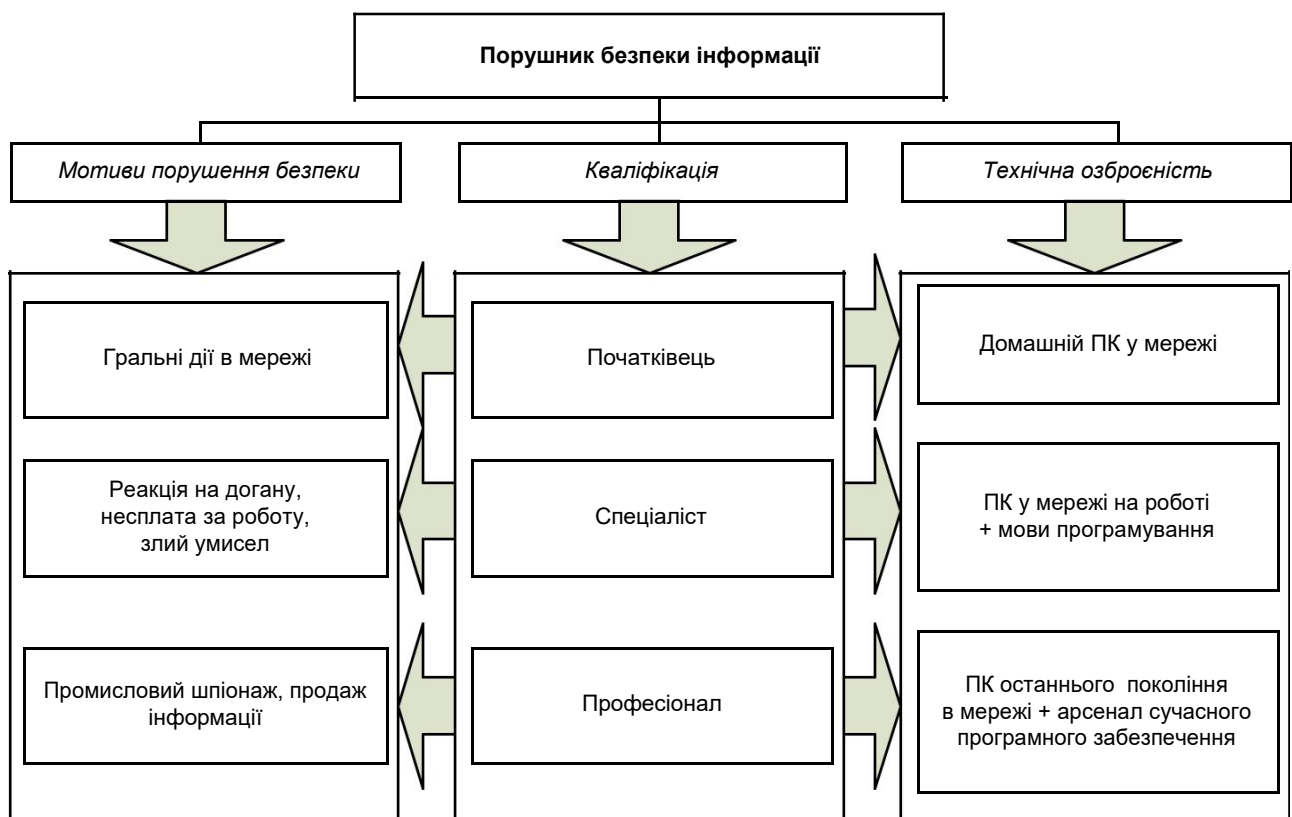 Порушник безпеки інформації
Мотиви порушення безпеки
Кваліфікація
Технічна озброєність
Гральні дії в мережі
Початківець
Домашній ПК у мережі
Реакція на догану,
несплата за роботу,
злий умисел
Спеціаліст
ПК у мережі на роботі
+ мови програмування
Промисловий шпіонаж, продаж
інформації
Професіонал
ПК останнього покоління
в мережі + арсенал сучасного
програмного забезпечення